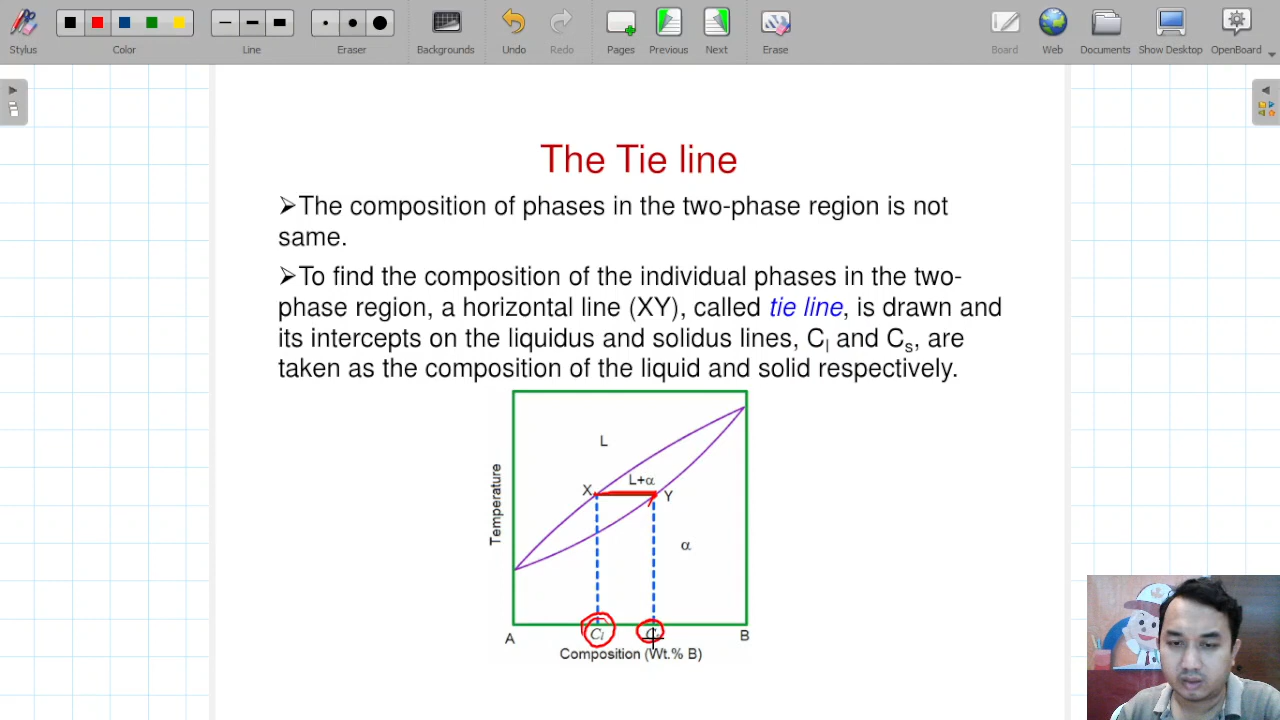 Stylus Color Line Eraser Backgrounds Undo Redo Pages Previous Next Erase Board Web Documents Show Desktop OpenBoard
The Tie line
➢The composition of phases in the two-phase region is not
same.
➢To find the composition of the individual phases in the two-
phase region, a horizontal line (XY), called tie line, is drawn and
its intercepts on the liquidus and solidus lines, Cl and Cs, are
taken as the composition of the liquid and solid respectively.
L
L+α
X
Y
Temperature
α
Cl
A
B
Composition (Wt.% B)